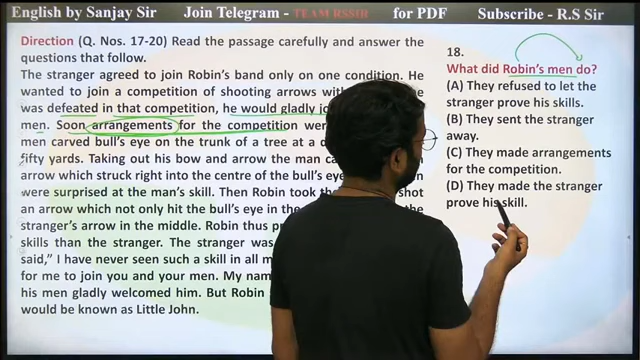 English by Sanjay Sir Join Telegram - TEAM RSSIR for PDF Subscribe - R.S Sir
Direction (Q. Nos. 17-20) Read the passage carefully and answer the
questions that follow.
The stranger agreed to join Robin's band only on one condition. He
wanted to join a competition of shooting arrows with
was defeated in that competition, he would gladly
men. Soon arrangements for the competition
men carved bull's eye on the trunk of a tree at a
fifty yards. Taking out his bow and arrow the man
arrow which struck right into the centre of the bull's
were surprised at the man's skill. Then Robin took shot
an arrow which not only hit the bull's eye in the
stranger's arrow in the middle. Robin thus
skills than the stranger. The stranger was
said," I have never seen such a skill in all
for me to join you and your men. My
his men gladly welcomed him. But Robin
would be known as Little John.
18.
What did Robin's men do?
(A) They refused to let the
stranger prove his skills.
(B) They sent the stranger
away.
(C) They made arrangements
for the competition.
(D) They made the stranger
prove his skill.